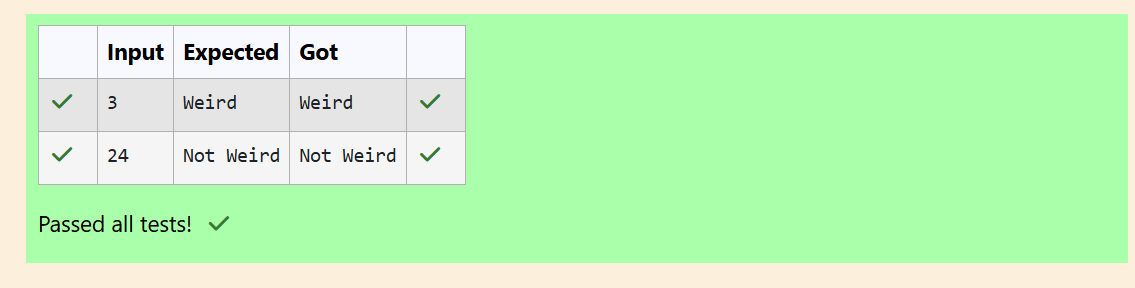 Input Expected Got
3 Weird Weird
24 Not Weird Not Weird
Passed all tests!